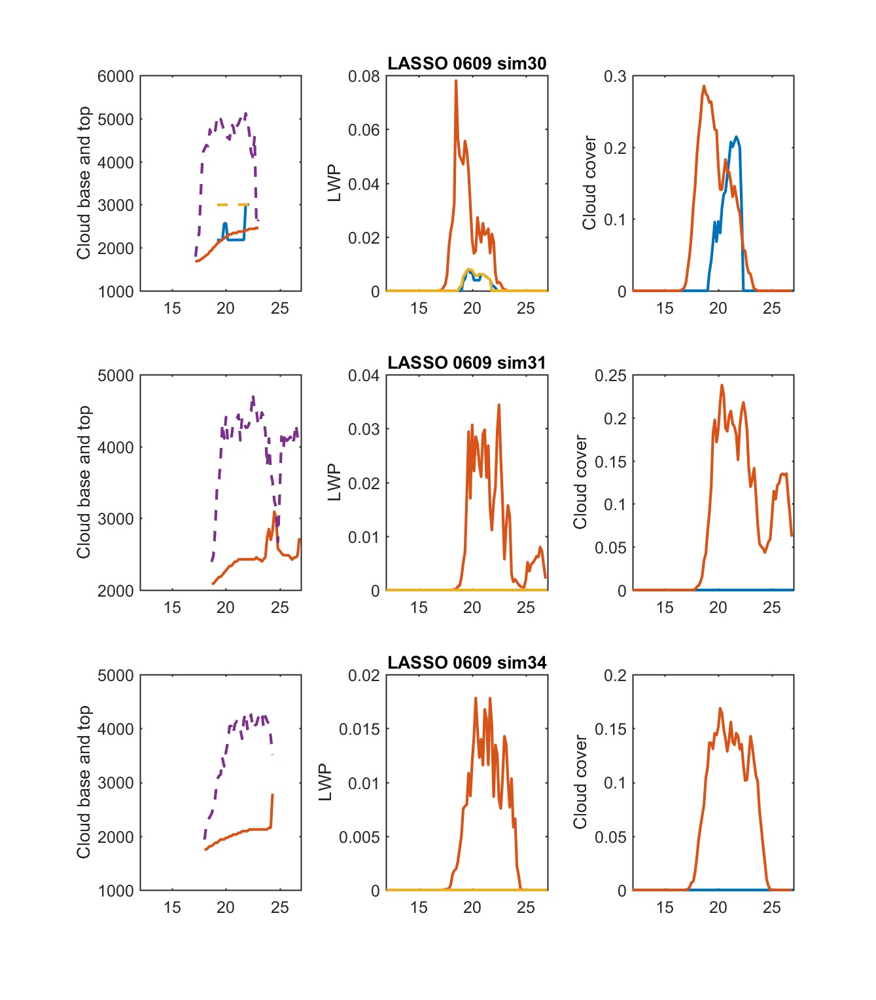 LASSO 0609 sim30
Cloud base and top
6000
5000
4000
3000
2000
1000
15 20 25
LWP
0.08
0.06
0.04
0.02
0
15 20 25
Cloud cover
0.3
0.2
0.1
0
15 20 25
LASSO 0609 sim31
Cloud base and top
5000
4000
3000
2000
15 20 25
LWP
0.04
0.03
0.02
0.01
0
15 20 25
Cloud cover
0.25
0.2
0.15
0.1
0.05
0
15 20 25
LASSO 0609 sim34
Cloud base and top
5000
4000
3000
2000
1000
15 20 25
LWP
0.02
0.015
0.01
0.005
0
15 20 25
Cloud cover
0.2
0.15
0.1
0.05
0
15 20 25